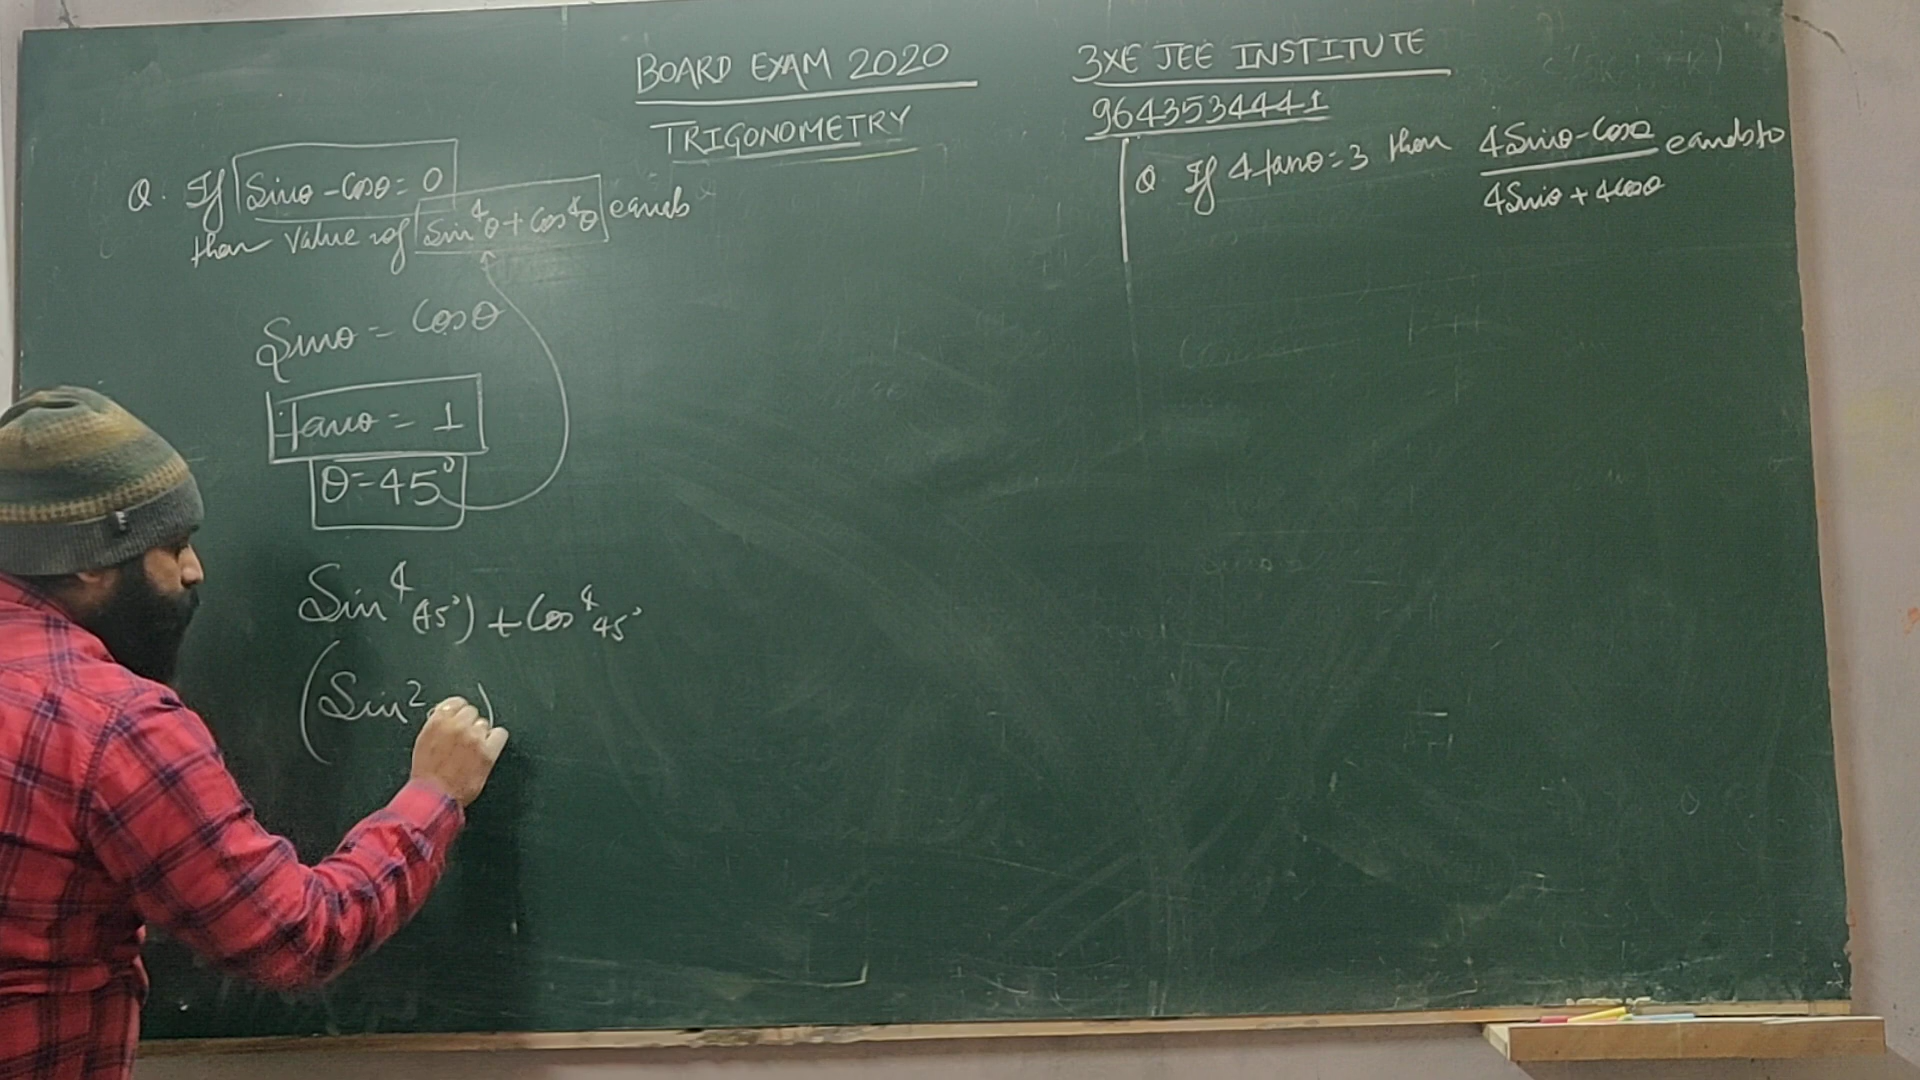 BOARD EXAM 2020
TRIGONOMETRY
3XE JEE INSTITUTE
9643534441
Q. If Sinθ - Cosθ = 0
then value of Sin⁴θ + Cos⁴θ equals
Sinθ = Cosθ
tanθ = 1
θ = 45°
Sin⁴(45°) + Cos⁴45°
(Sin² )
Q If 4 tanθ = 3 then 4Sinθ - Cosθ equals to
4Sinθ + 4Cosθ